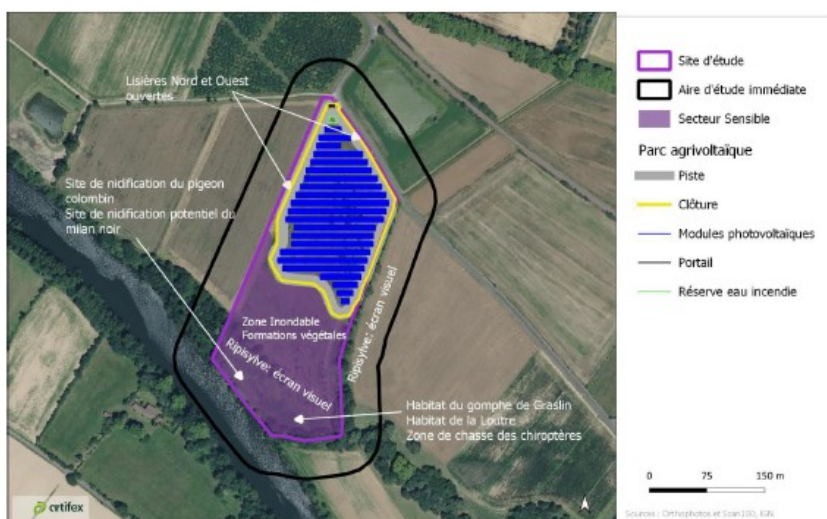 Lisières Nord et Ouest
ouvertes
Site de nidification du pigeon
colombin
Site de nidification potentiel du
milan noir
Zone Inondable
Formations végétales
Ripisylve: écran visuel
Ripisylve: écran visuel
Habitat du gomphe de Graslin
Habitat de la Loutre
Zone de chasse des chiroptères
artifex
Site d'étude
Aire d'étude immédiate
Secteur Sensible
Parc agrivoltaïque
Piste
Clôture
Modules photovoltaïques
Portail
Réserve eau incendie
0 75 150 m
Sources : Orthophotos et Scan100, IGN